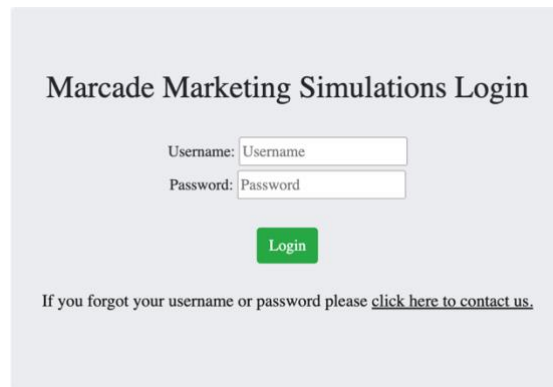 Marcade Marketing Simulations Login
Username: Username
Password: Password
Login
If you forgot your username or password please click here to contact us.